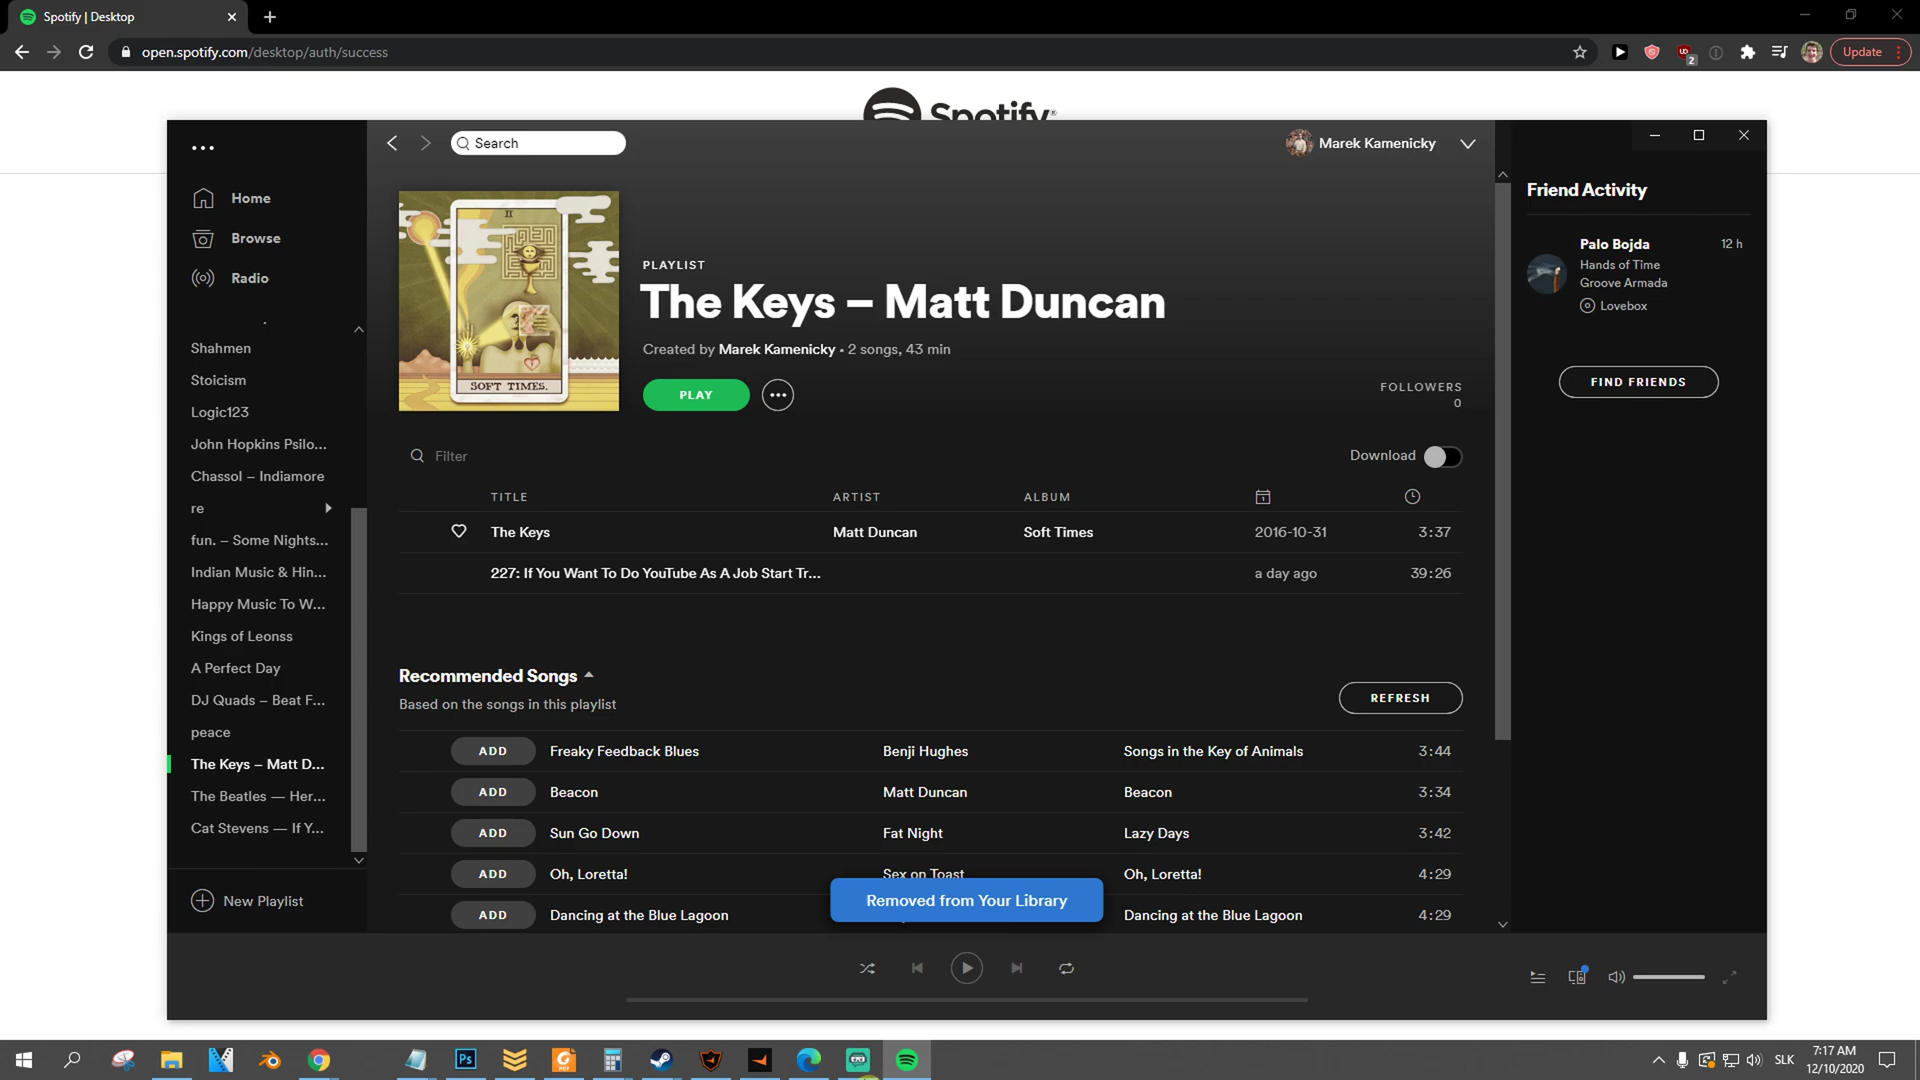 Spotify | Desktop
open.spotify.com/desktop/auth/success
2
Update
Spotify
Search
Marek Kamenicky
Home
Browse
Radio
Shahmen
Stoicism
Logic123
John Hopkins Psilo...
Chassol – Indiamore
re
fun. – Some Nights...
Indian Music & Hin...
Happy Music To W...
Kings of Leonss
A Perfect Day
DJ Quads – Beat F...
peace
The Keys – Matt D...
The Beatles — Her...
Cat Stevens — If Y...
New Playlist
II
SOFT TIMES.
PLAYLIST
The Keys – Matt Duncan
Created by Marek Kamenicky • 2 songs, 43 min
PLAY
FOLLOWERS
0
Filter
Download
TITLE ARTIST ALBUM
The Keys Matt Duncan Soft Times 2016-10-31 3:37
227: If You Want To Do YouTube As A Job Start Tr... a day ago 39:26
Recommended Songs
Based on the songs in this playlist
REFRESH
ADD Freaky Feedback Blues Benji Hughes Songs in the Key of Animals 3:44
ADD Beacon Matt Duncan Beacon 3:34
ADD Sun Go Down Fat Night Lazy Days 3:42
ADD Oh, Loretta! Sex on Toast Oh, Loretta! 4:29
ADD Dancing at the Blue Lagoon Dancing at the Blue Lagoon 4:29
Removed from Your Library
Friend Activity
Palo Bojda 12 h
Hands of Time
Groove Armada
Lovebox
FIND FRIENDS
Ps
SLK
7:17 AM
12/10/2020